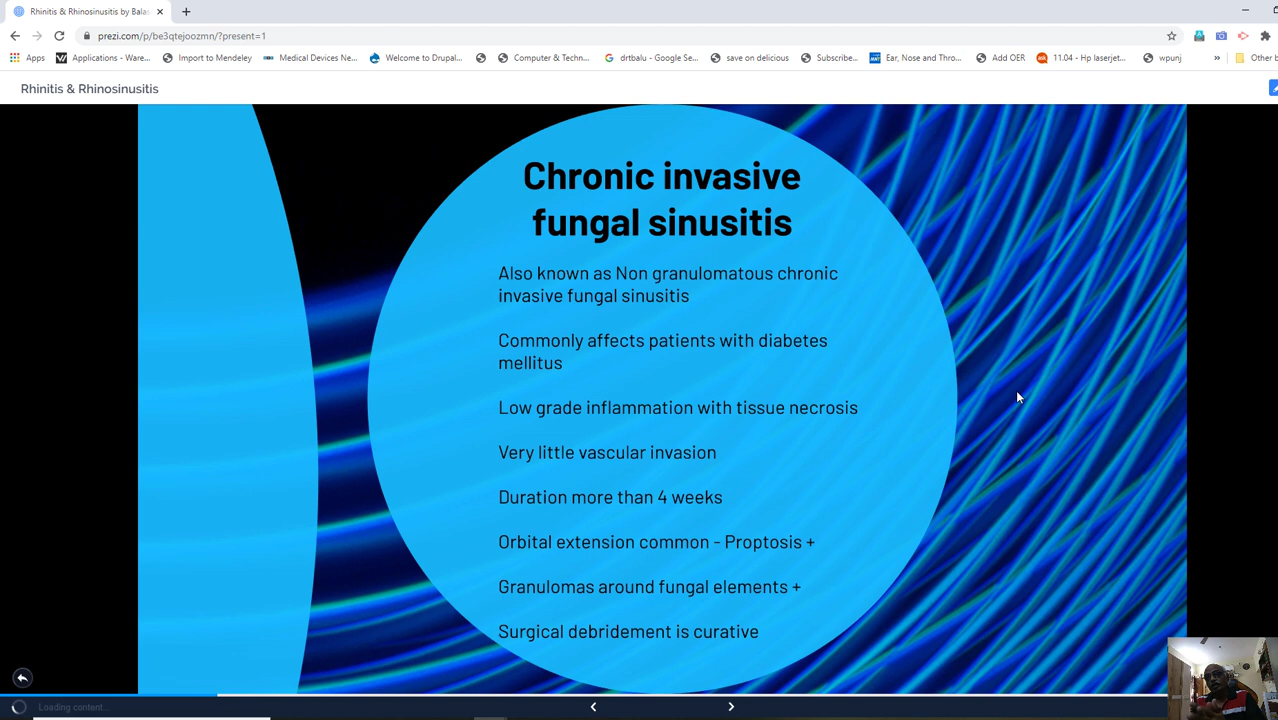 Rhinitis & Rhinosinusitis by Balas
prezi.com/p/be3qtejoozmn/?present=1
Apps Applications - Ware... Import to Mendeley Medical Devices Ne... Welcome to Drupal... Computer & Techn... drtbalu - Google Se... save on delicious Subscribe... Ear, Nose and Thro... Add OER 11.04 - Hp laserjet... wpunj » Other b
Rhinitis & Rhinosinusitis
Chronic invasive
fungal sinusitis
Also known as Non granulomatous chronic
invasive fungal sinusitis
Commonly affects patients with diabetes
mellitus
Low grade inflammation with tissue necrosis
Very little vascular invasion
Duration more than 4 weeks
Orbital extension common - Proptosis +
Granulomas around fungal elements +
Surgical debridement is curative
Loading content...